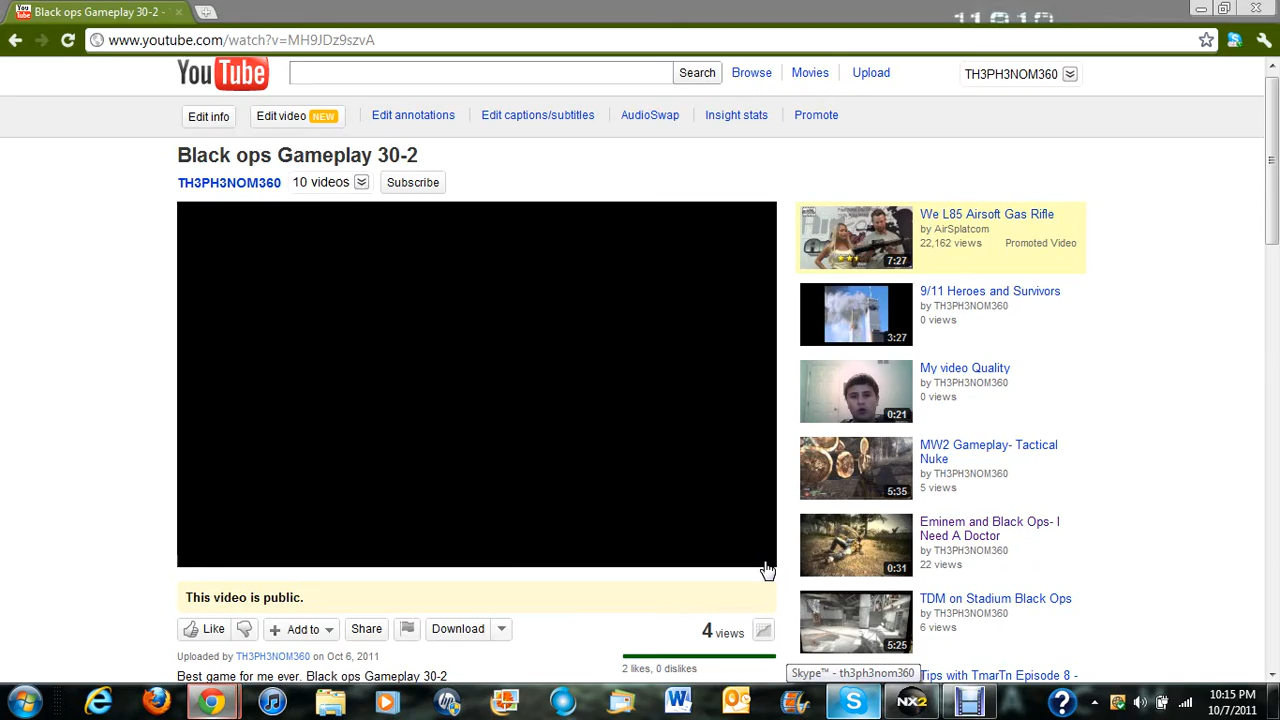 Black ops Gameplay 30-2 -
www.youtube.com/watch?v=MH9JDz9szvA
YouTube
Search
Browse
Movies
Upload
TH3PH3NOM360
Edit info
Edit video NEW
Edit annotations
Edit captions/subtitles
AudioSwap
Insight stats
Promote
Black ops Gameplay 30-2
TH3PH3NOM360 10 videos Subscribe
We L85 Airsoft Gas Rifle
by AirSplatcom
22,162 views Promoted Video
7:27
9/11 Heroes and Survivors
by TH3PH3NOM360
0 views
3:27
My video Quality
by TH3PH3NOM360
0 views
0:21
MW2 Gameplay- Tactical
Nuke
by TH3PH3NOM360
5 views
5:35
Eminem and Black Ops- I
Need A Doctor
by TH3PH3NOM360
22 views
0:31
TDM on Stadium Black Ops
by TH3PH3NOM360
6 views
5:25
Tips with TmarTn Episode 8 -
This video is public.
Like
Add to
Share
Download
4 views
Uploaded by TH3PH3NOM360 on Oct 6, 2011
2 likes, 0 dislikes
Best game for me ever. Black ops Gameplay 30-2
Skype™ - th3ph3nom360
NX2
10:15 PM
10/7/2011